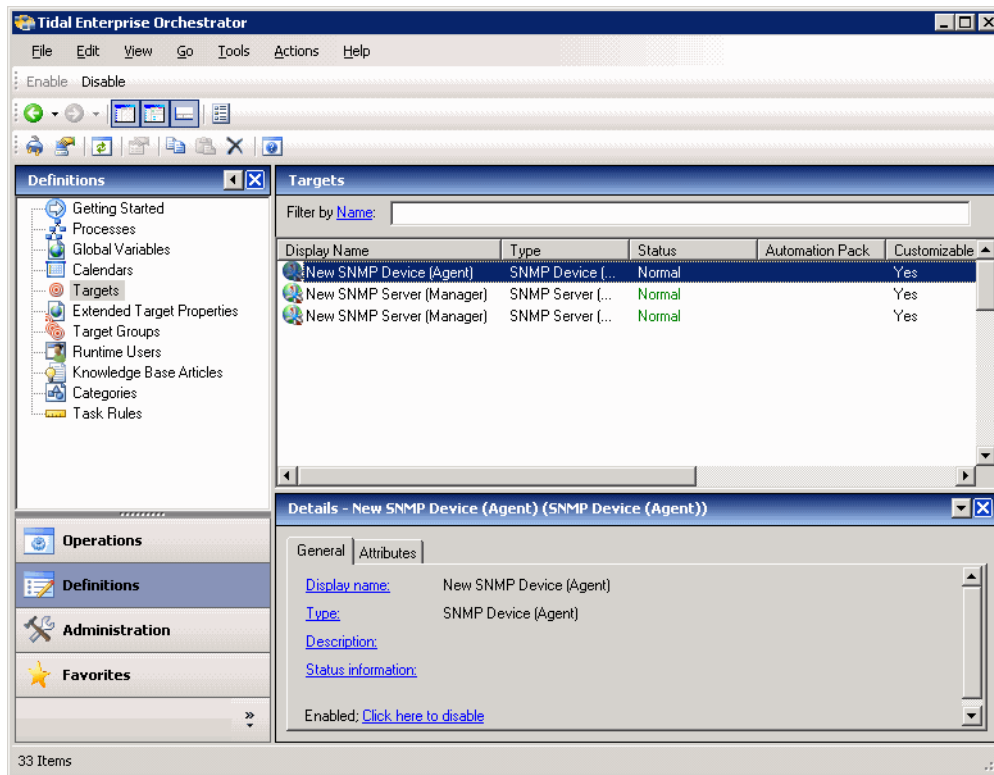 Tidal Enterprise Orchestrator
File Edit View Go Tools Actions Help
Enable Disable
Definitions
Getting Started
Processes
Global Variables
Calendars
Targets
Extended Target Properties
Target Groups
Runtime Users
Knowledge Base Articles
Categories
Task Rules
Operations
Definitions
Administration
Favorites
Targets
Filter by Name:
Display Name Type Status Automation Pack Customizable
New SNMP Device (Agent) SNMP Device (... Normal Yes
New SNMP Server (Manager) SNMP Server (... Normal Yes
New SNMP Server (Manager) SNMP Server (... Normal Yes
Details - New SNMP Device (Agent) (SNMP Device (Agent))
General Attributes
Display name: New SNMP Device (Agent)
Type: SNMP Device (Agent)
Description:
Status information:
Enabled; Click here to disable
33 Items